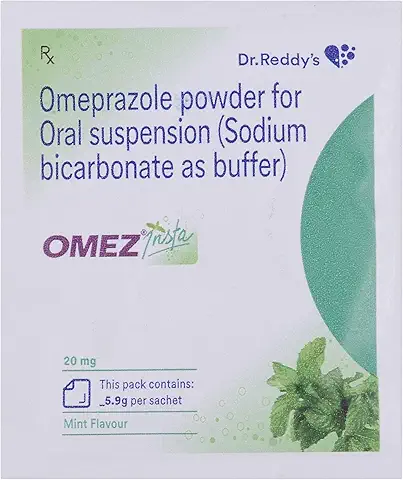 Rx
Dr.Reddy's
Omeprazole powder for
Oral suspension (Sodium
bicarbonate as buffer)
OMEZ® Insta
20 mg
This pack contains:
_5.9g per sachet
Mint Flavour